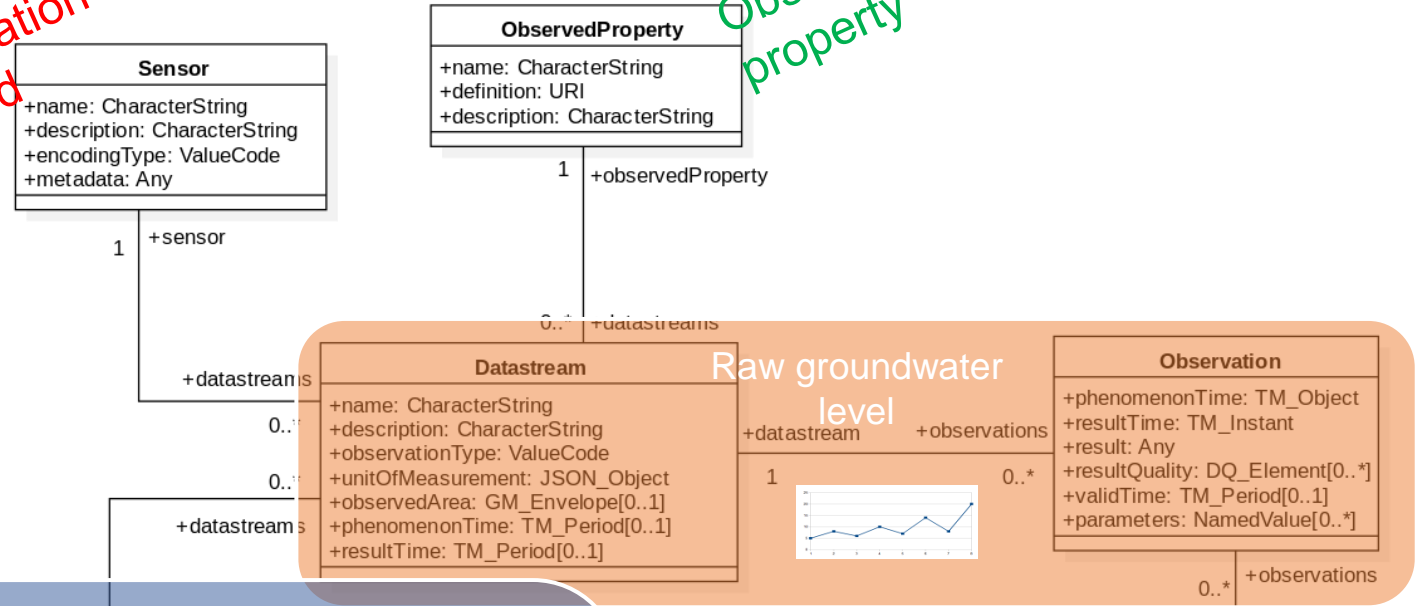 ation
d
Sensor
+name: CharacterString
+description: CharacterString
+encodingType: ValueCode
+metadata: Any
1
+sensor
ObservedProperty
+name: CharacterString
+definition: URI
+description: CharacterString
property
1
+observedProperty
0..*
+datastreams
+datastreams
0..*
0..*
+datastreams
Datastream
+name: CharacterString
+description: CharacterString
+observationType: ValueCode
+unitOfMeasurement: JSON_Object
+observedArea: GM_Envelope[0..1]
+phenomenonTime: TM_Period[0..1]
+resultTime: TM_Period[0..1]
Raw groundwater
level
+datastream
+observations
1
0..*
Observation
+phenomenonTime: TM_Object
+resultTime: TM_Instant
+result: Any
+resultQuality: DQ_Element[0..*]
+validTime: TM_Period[0..1]
+parameters: NamedValue[0..*]
0..*
+observations